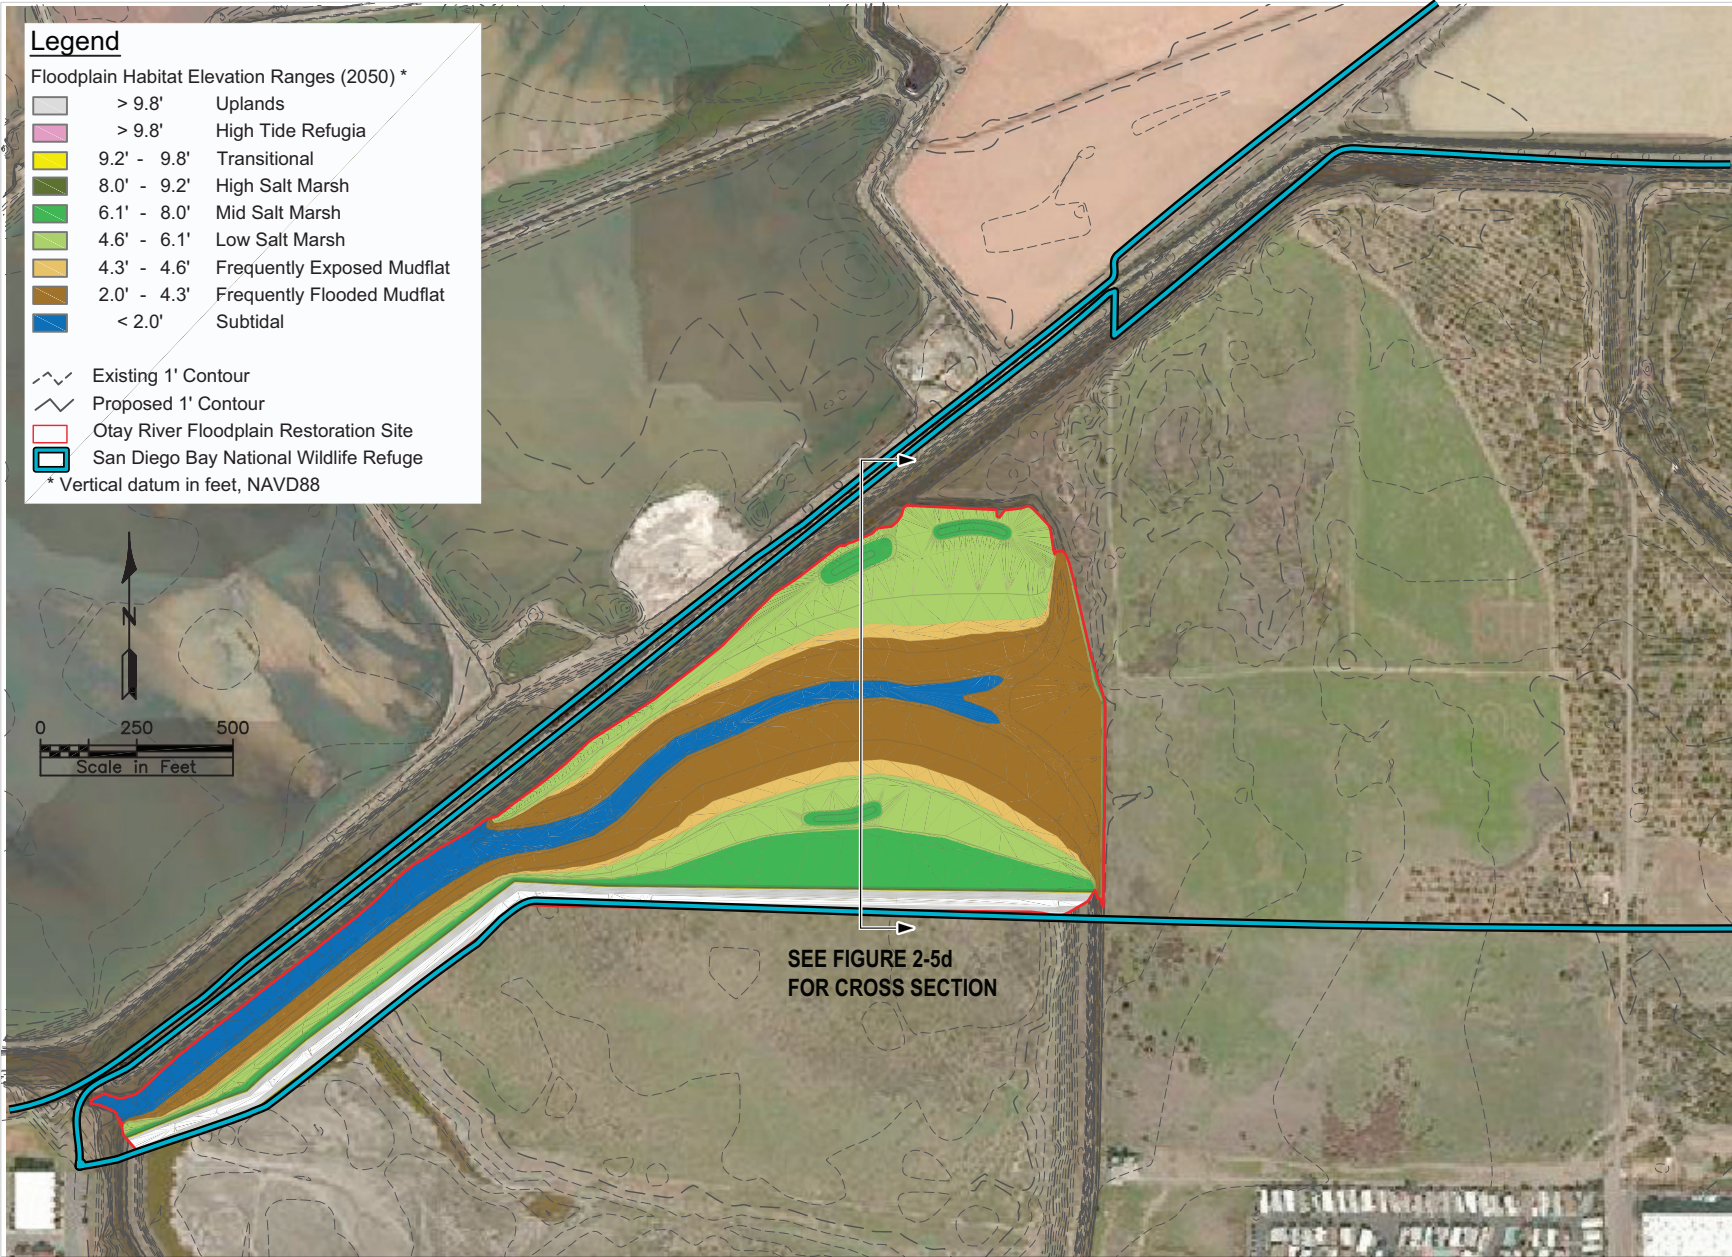 Legend
Floodplain Habitat Elevation Ranges (2050) *
> 9.8' Uplands
> 9.8' High Tide Refugia
9.2' - 9.8' Transitional
8.0' - 9.2' High Salt Marsh
6.1' - 8.0' Mid Salt Marsh
4.6' - 6.1' Low Salt Marsh
4.3' - 4.6' Frequently Exposed Mudflat
2.0' - 4.3' Frequently Flooded Mudflat
< 2.0' Subtidal
Existing 1' Contour
Proposed 1' Contour
Otay River Floodplain Restoration Site
San Diego Bay National Wildlife Refuge
* Vertical datum in feet, NAVD88
N
0 250 500
Scale in Feet
SEE FIGURE 2-5d
FOR CROSS SECTION